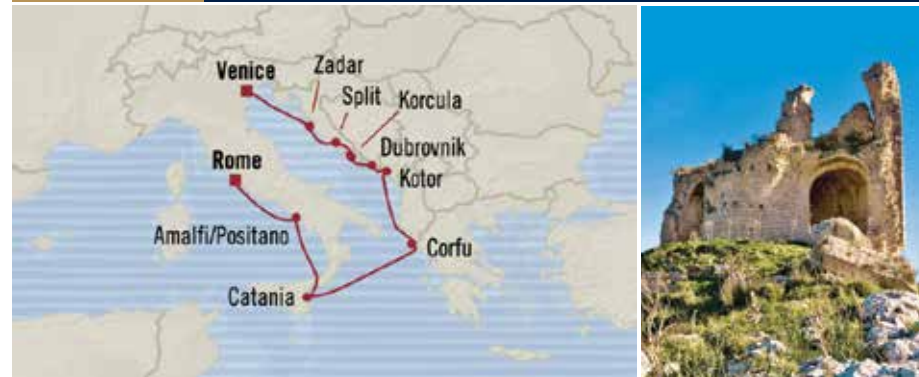 Venice
Zadar
Split
Korcula
Dubrovnik
Kotor
Rome
Amalfi/Positano
Corfu
Catania